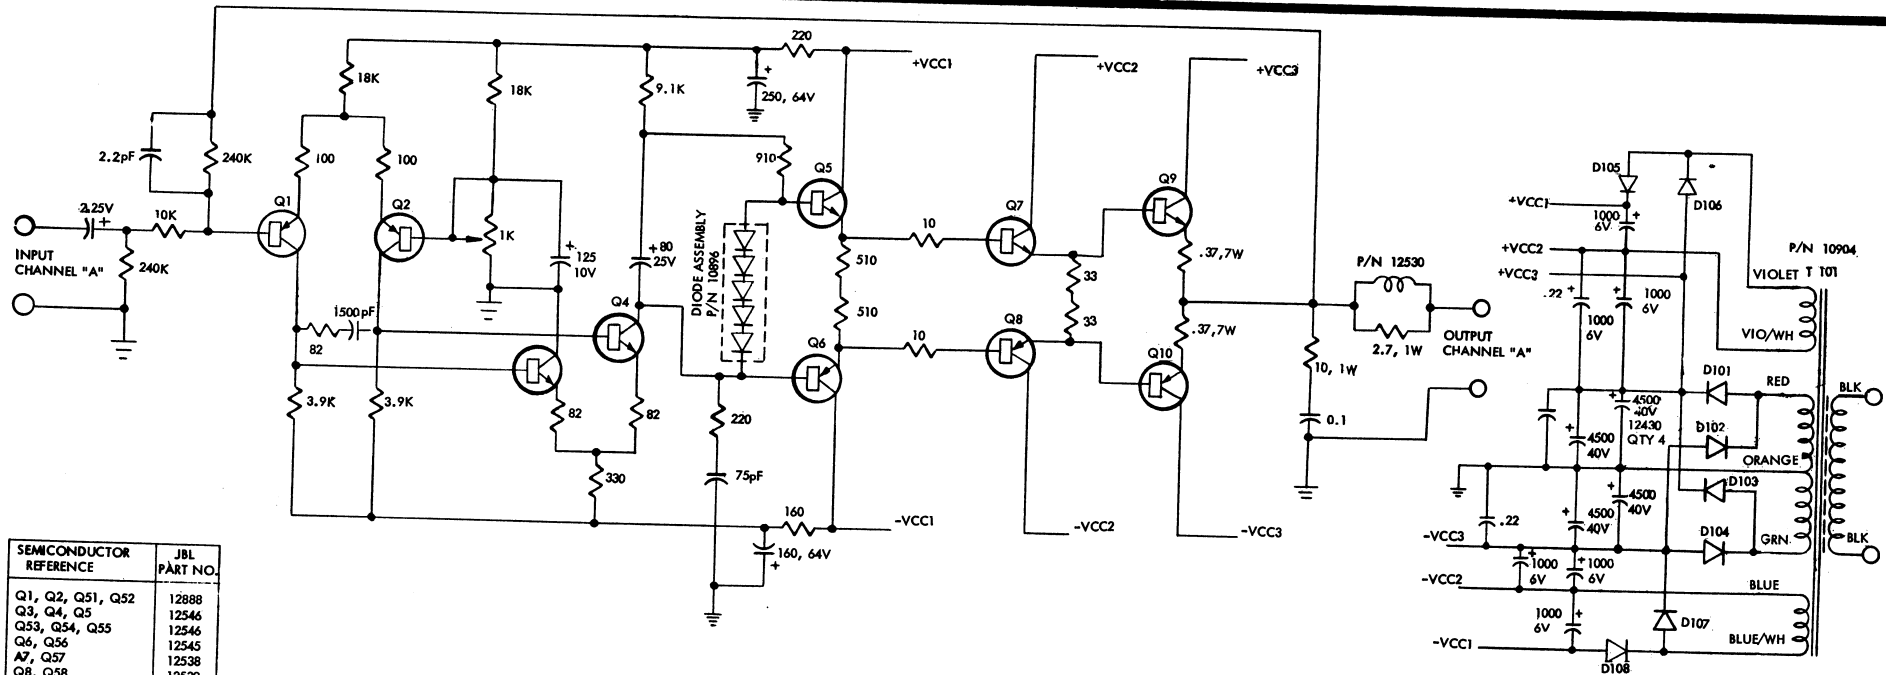 220
+VCC1
+VCC2
+VCC3
18K
18K
9.1K
+
250, 64V
2.2pF
240K
100
100
910
Q5
Q1
Q2
Q7
Q9
2.25V
+
10K
1K
+
125
10V
+ 80
25V
DIODE ASSEMBLY
P/N 10896
10
510
33
.37,7W
P/N 12530
INPUT
CHANNEL "A"
240K
1500pF
82
Q4
510
33
.37,7W
10
Q8
Q6
Q10
2.7, 1W
OUTPUT
CHANNEL "A"
10, 1W
3.9K
3.9K
82
82
220
0.1
330
75pF
160
-VCC1
-VCC2
-VCC3
160, 64V
+
D105
D106
+VCC1
1000
6V
+
+VCC2
+VCC3
P/N 10904
T 101
VIOLET
.22
+
1000
6V
+
1000
6V
VIO/WH
D101
RED
BLK
+
4500
40V
12430
QTY 4
D102
+
4500
40V
ORANGE
D103
+
4500
40V
+
4500
40V
.22
D104
GRN
BLK
-VCC3
+
1000
6V
+
1000
6V
-VCC2
BLUE
1000
6V
+
D107
BLUE/WH
-VCC1
D108
SEMICONDUCTOR
REFERENCE
JBL
PART NO.
Q1, Q2, Q51, Q52 12888
Q3, Q4, Q5 12546
Q53, Q54, Q55 12546
Q6, Q56 12545
A7, Q57 12538
Q8, Q58